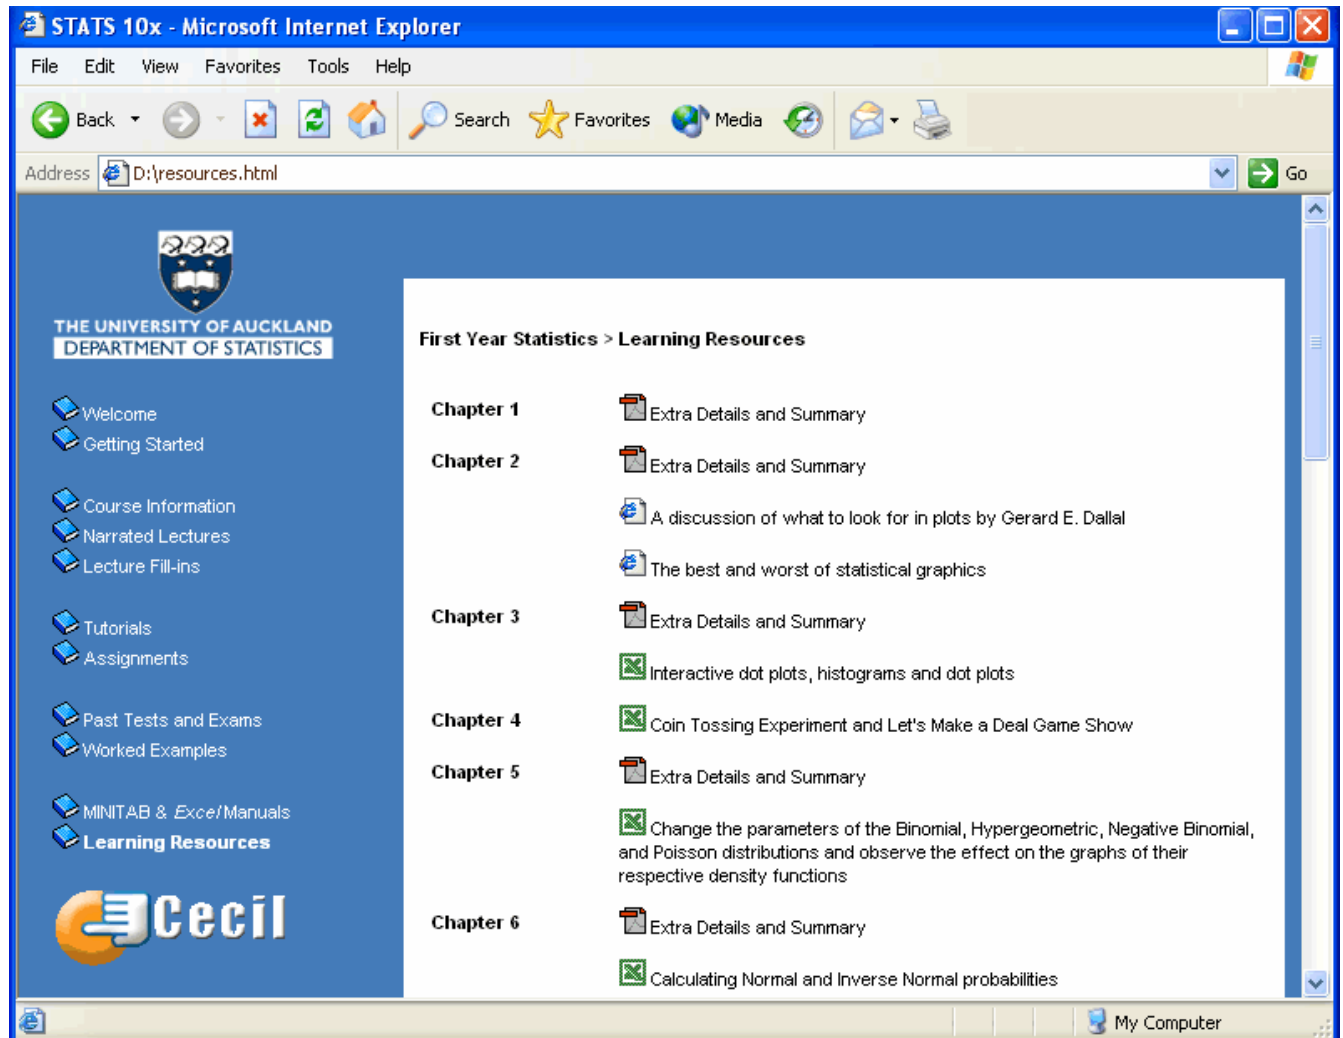 STATS 10x - Microsoft Internet Explorer
File Edit View Favorites Tools Help
Back Search Favorites Media
Address D:\resources.html Go
THE UNIVERSITY OF AUCKLAND
DEPARTMENT OF STATISTICS
Welcome
Getting Started
Course Information
Narrated Lectures
Lecture Fill-ins
Tutorials
Assignments
Past Tests and Exams
Worked Examples
MINITAB & Excel Manuals
Learning Resources
Cecil
First Year Statistics > Learning Resources
Chapter 1 Extra Details and Summary
Chapter 2 Extra Details and Summary
A discussion of what to look for in plots by Gerard E. Dallal
The best and worst of statistical graphics
Chapter 3 Extra Details and Summary
Interactive dot plots, histograms and dot plots
Chapter 4 Coin Tossing Experiment and Let's Make a Deal Game Show
Chapter 5 Extra Details and Summary
Change the parameters of the Binomial, Hypergeometric, Negative Binomial,
and Poisson distributions and observe the effect on the graphs of their
respective density functions
Chapter 6 Extra Details and Summary
Calculating Normal and Inverse Normal probabilities
My Computer